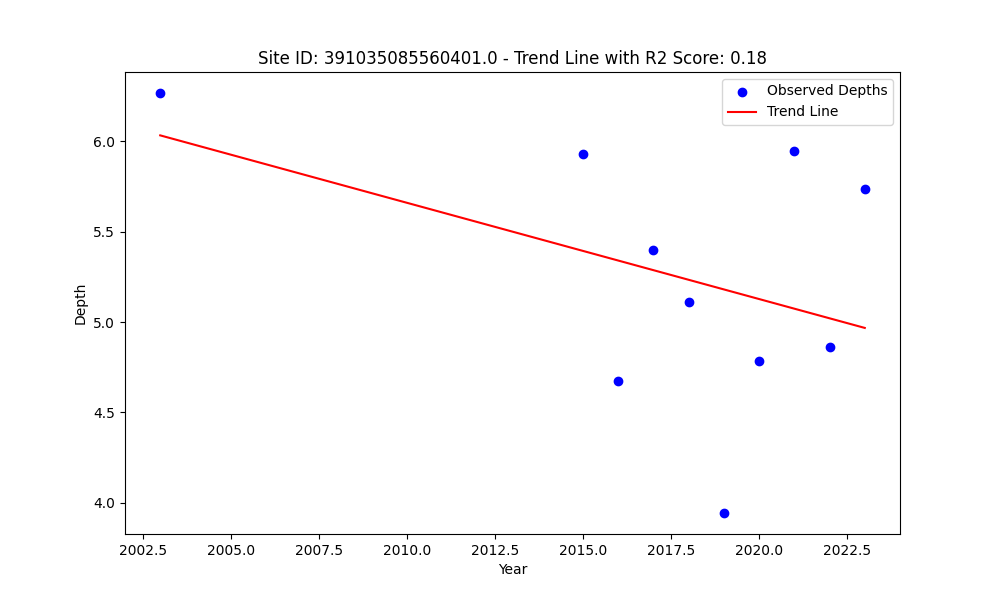 Site ID: 391035085560401.0 - Trend Line with R2 Score: 0.18
Observed Depths
Trend Line
6.0
5.5
5.0
4.5
4.0
Depth
2002.5 2005.0 2007.5 2010.0 2012.5 2015.0 2017.5 2020.0 2022.5
Year